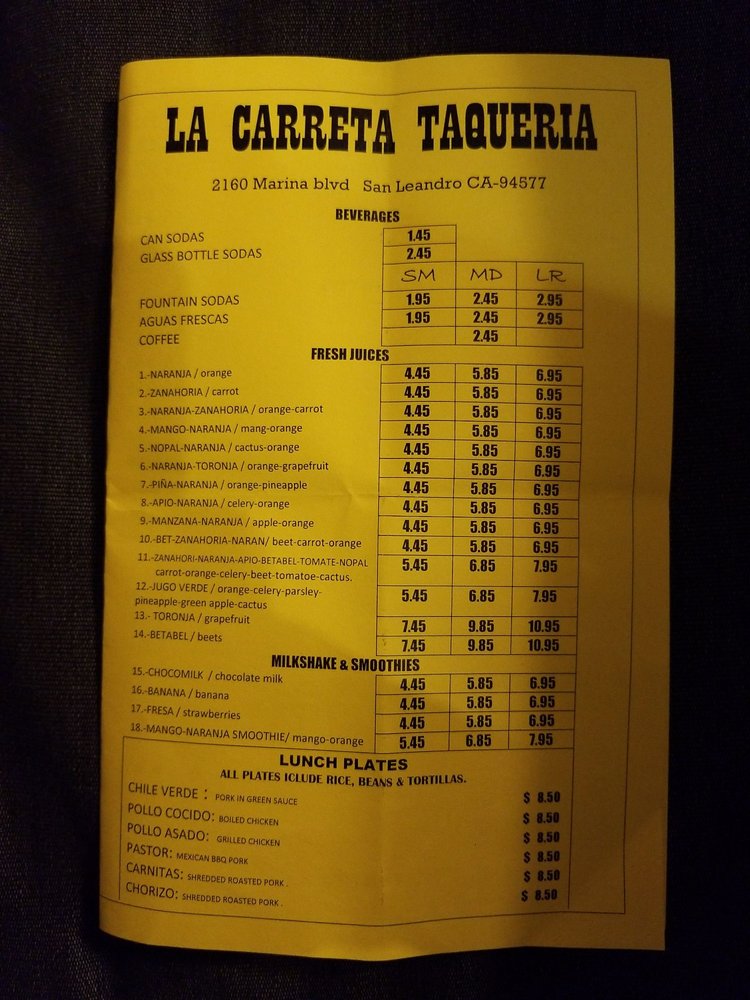 LA CARRETA TAQUERIA
2160 Marina blvd San Leandro CA-94577
BEVERAGES
CAN SODAS 1.45
GLASS BOTTLE SODAS 2.45
SM MD LR
FOUNTAIN SODAS 1.95 2.45 2.95
AGUAS FRESCAS 1.95 2.45 2.95
COFFEE 2.45
FRESH JUICES
1.-NARANJA / orange 4.45 5.85 6.95
2.-ZANAHORIA / carrot 4.45 5.85 6.95
3.-NARANJA-ZANAHORIA / orange-carrot 4.45 5.85 6.95
4.-MANGO-NARANJA / mang-orange 4.45 5.85 6.95
5.-NOPAL-NARANJA / cactus-orange 4.45 5.85 6.95
6.-NARANJA-TORONJA / orange-grapefruit 4.45 5.85 6.95
7.-PIÑA-NARANJA / orange-pineapple 4.45 5.85 6.95
8.-APIO-NARANJA / celery-orange 4.45 5.85 6.95
9.-MANZANA-NARANJA / apple-orange 4.45 5.85 6.95
10.-BET-ZANAHORIA-NARAN/ beet-carrot-orange 4.45 5.85 6.95
11.-ZANAHORI-NARANJA-APIO-BETABEL-TOMATE-NOPAL 5.45 6.85 7.95
carrot-orange-celery-beet-tomatoe-cactus.
12.-JUGO VERDE / orange-celery-parsley- 5.45 6.85 7.95
pineapple-green apple-cactus
13.- TORONJA / grapefruit 7.45 9.85 10.95
14.-BETABEL / beets 7.45 9.85 10.95
MILKSHAKE & SMOOTHIES
15.-CHOCOMILK / chocolate milk 4.45 5.85 6.95
16.-BANANA / banana 4.45 5.85 6.95
17.-FRESA / strawberries 4.45 5.85 6.95
18.-MANGO-NARANJA SMOOTHIE/ mango-orange 5.45 6.85 7.95
LUNCH PLATES
ALL PLATES ICLUDE RICE, BEANS & TORTILLAS.
CHILE VERDE : PORK IN GREEN SAUCE $ 8.50
POLLO COCIDO: BOILED CHICKEN $ 8.50
POLLO ASADO: GRILLED CHICKEN $ 8.50
PASTOR: MEXICAN BBQ PORK $ 8.50
CARNITAS: SHREDDED ROASTED PORK . $ 8.50
CHORIZO: SHREDDED ROASTED PORK . $ 8.50